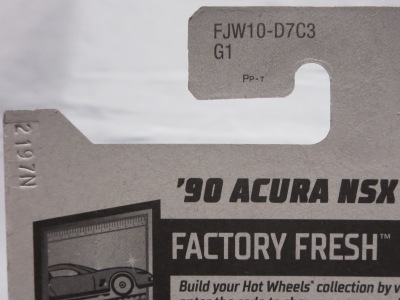 FJW10-D7C3
G1
PP-T
2197N
'90 ACURA NSX
FACTORY FRESH™
Build your Hot Wheels® collection by